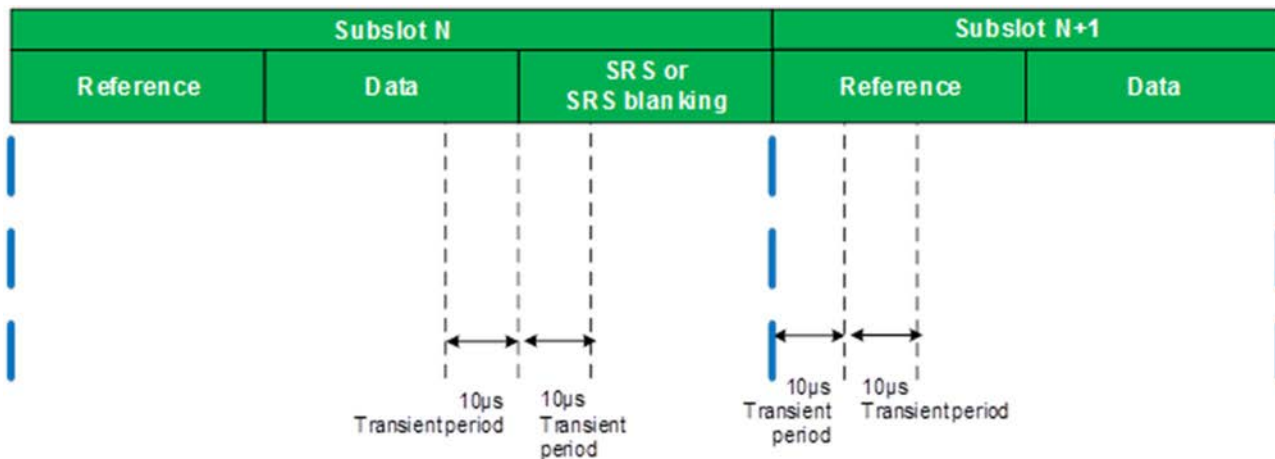 Subslot N
Subslot N+1
Reference
Data
SRS or
SRS blanking
Reference
Data
10µs
Transient period
10µs
Transient
period
10µs
Transient
period
10µs
Transient period